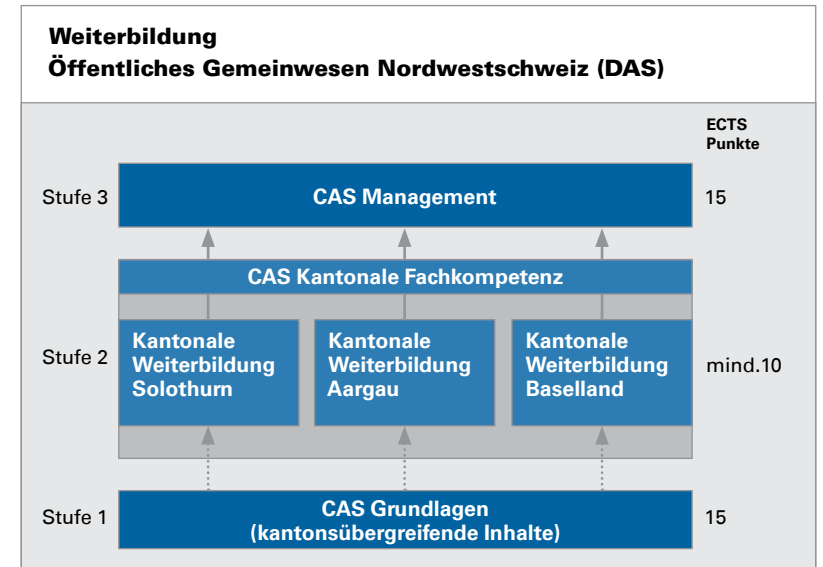 Weiterbildung
Öffentliches Gemeinwesen Nordwestschweiz (DAS)
ECTS
Punkte
Stufe 3
CAS Management
15
CAS Kantonale Fachkompetenz
Stufe 2
Kantonale
Weiterbildung
Solothurn
Kantonale
Weiterbildung
Aargau
Kantonale
Weiterbildung
Baselland
mind.10
Stufe 1
CAS Grundlagen
(kantonsübergreifende Inhalte)
15